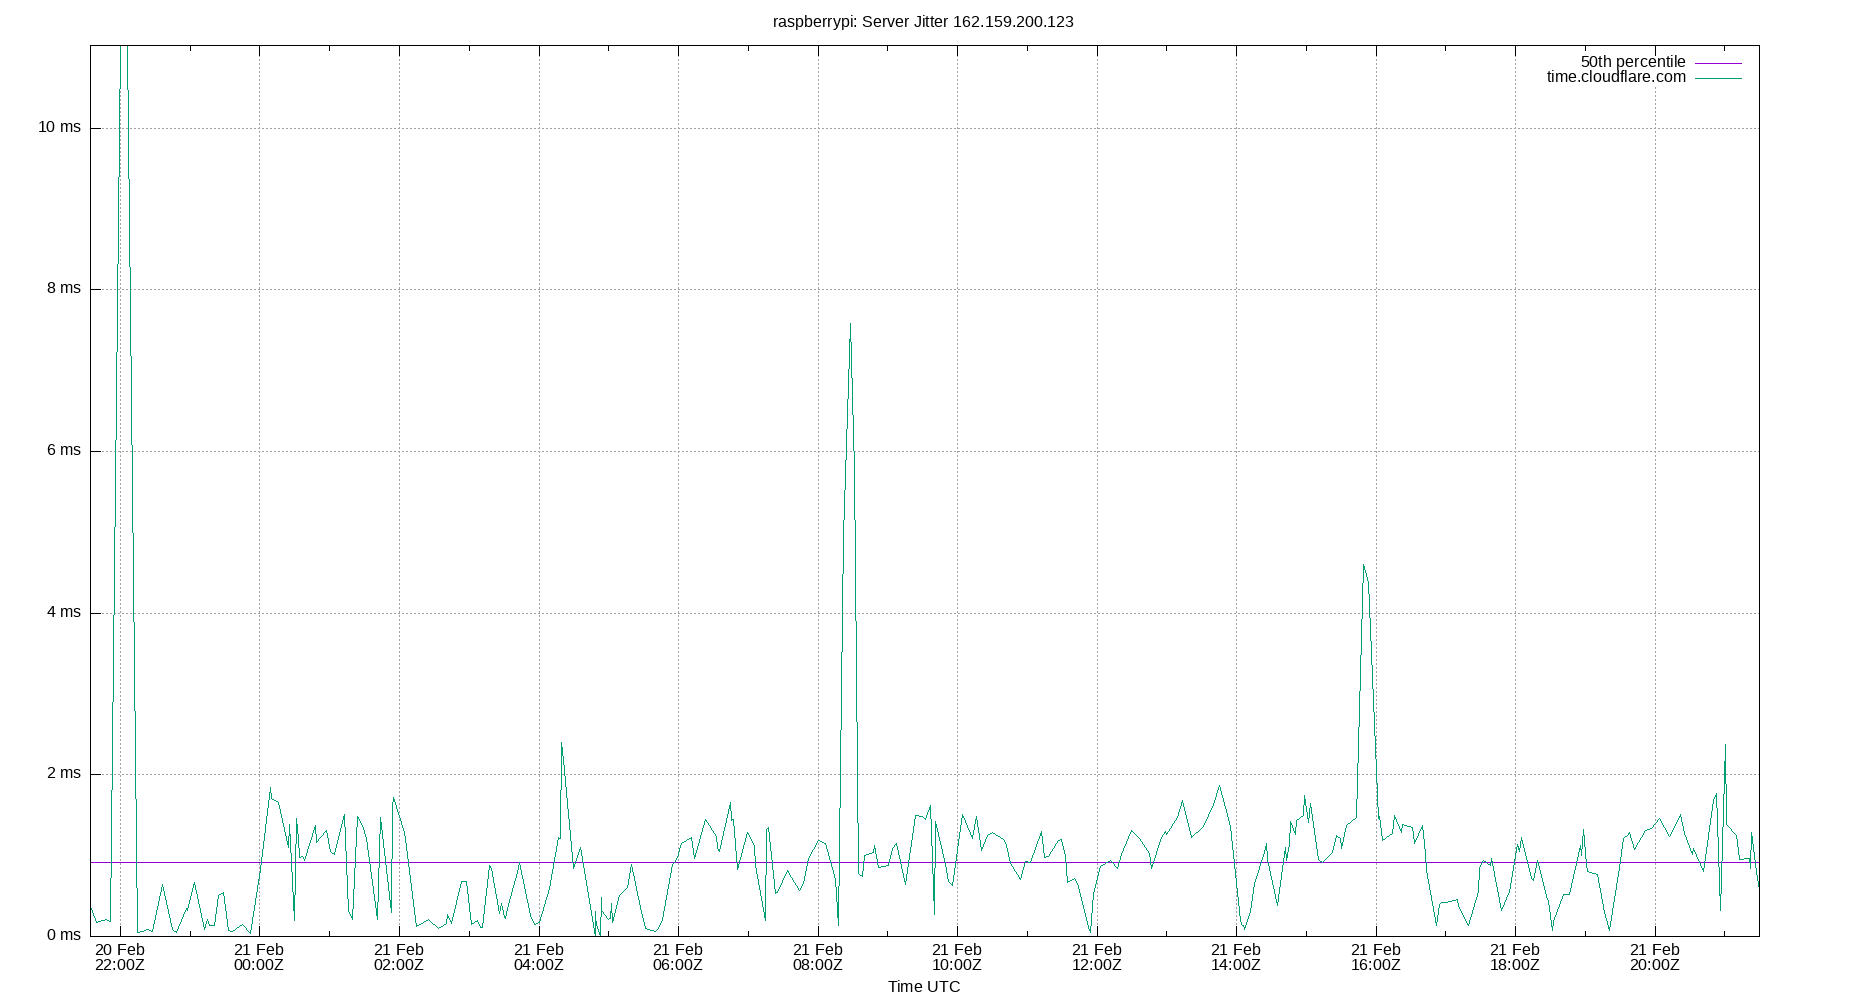 raspberrypi: Server Jitter 162.159.200.123
50th percentile
time.cloudflare.com
10 ms
8 ms
6 ms
4 ms
2 ms
0 ms
20 Feb 21 Feb 21 Feb 21 Feb 21 Feb 21 Feb 21 Feb 21 Feb 21 Feb 21 Feb 21 Feb 21 Feb
22:00Z 00:00Z 02:00Z 04:00Z 06:00Z 08:00Z 10:00Z 12:00Z 14:00Z 16:00Z 18:00Z 20:00Z
Time UTC